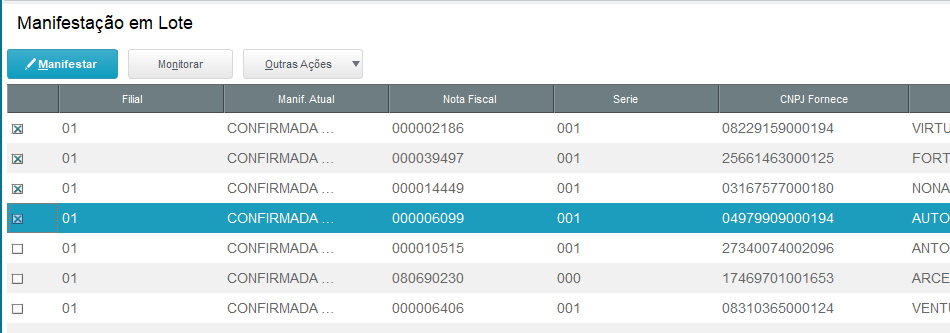 Manifestação em Lote
Manifestar Monitorar Outras Ações
Filial Manif. Atual Nota Fiscal Serie CNPJ Fornece
01 CONFIRMADA ... 000002186 001 08229159000194 VIRTU
01 CONFIRMADA ... 000039497 001 25661463000125 FORT
01 CONFIRMADA ... 000014449 001 03167577000180 NONA
01 CONFIRMADA ... 000006099 001 04979909000194 AUTO
01 CONFIRMADA ... 000010515 001 27340074002096 ANTO
01 CONFIRMADA ... 080690230 000 17469701001653 ARCE
01 CONFIRMADA ... 000006406 001 08310365000124 VENT